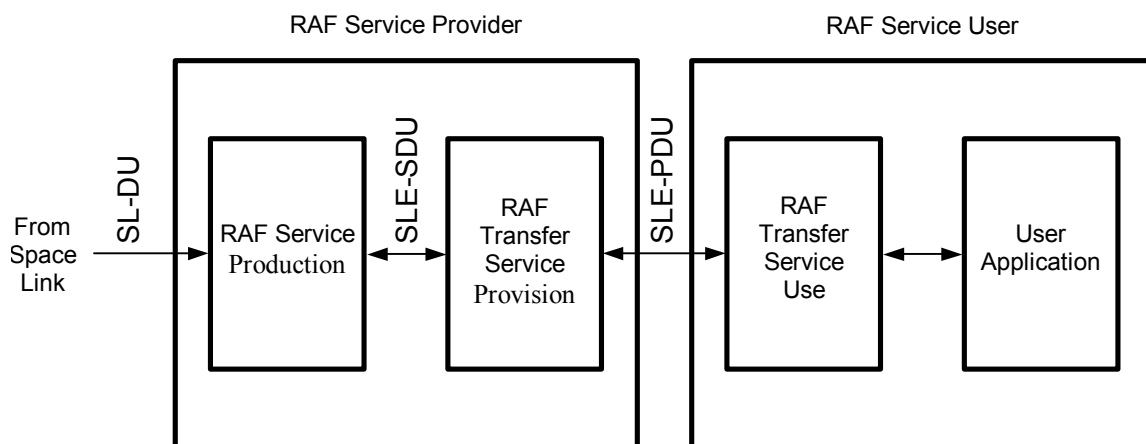 RAF Service Provider
RAF Service User
From
Space
Link
SL-DU
RAF Service
Production
SLE-SDU
RAF
Transfer
Service
Provision
SLE-PDU
RAF
Transfer
Service
Use
User
Application